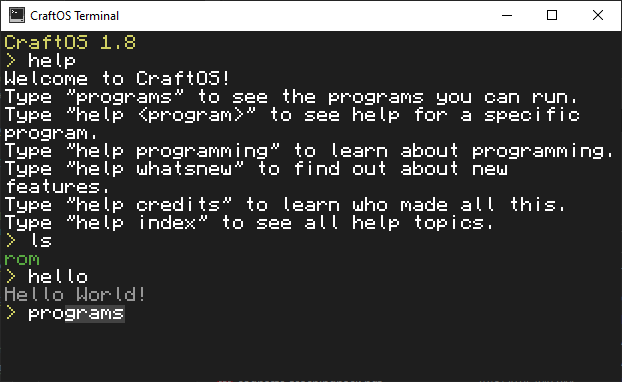 CraftOS Terminal
CraftOS 1.8
> help
Welcome to CraftOS!
Type "programs" to see the programs you can run.
Type "help <program>" to see help for a specific
program.
Type "help programming" to learn about programming.
Type "help whatsnew" to find out about new
features.
Type "help credits" to learn who made all this.
Type "help index" to see all help topics.
> ls
rom
> hello
Hello World!
> programs